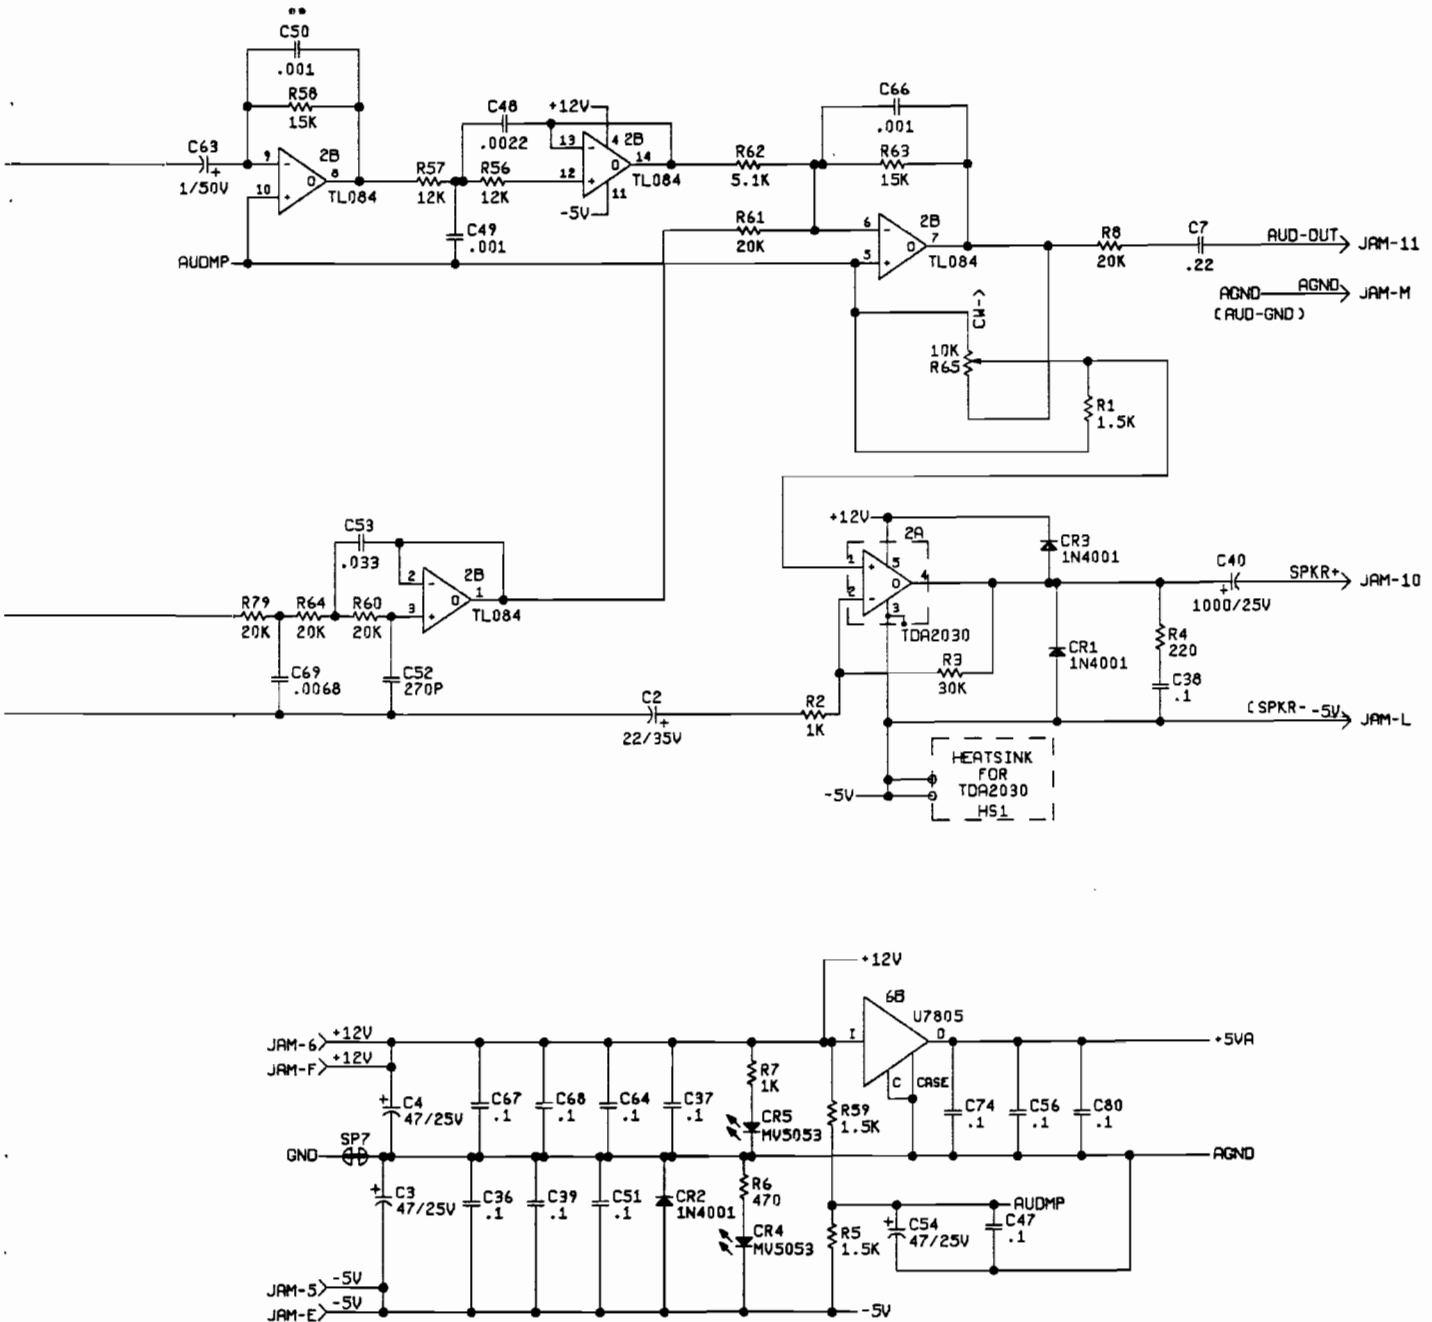 C50
.001
R58
15K
C63
1/50V
9
10
2B
8
TL084
AUDMP
R57
12K
R56
12K
C48
.0022
C49
.001
+12V
13
12
4
2B
14
TL084
11
-5V
R62
5.1K
R61
20K
C66
.001
R63
15K
6
5
2B
7
TL084
R8
20K
C7
.22
AUD-OUT
JAM-11
AGND
AGND
JAM-M
(AUD-GND)
CW->
10K
R65
R1
1.5K
C53
.033
R79
20K
R64
20K
R60
20K
2
3
2B
1
TL084
C69
.0068
C52
270P
C2
22/35V
R2
1K
+12V
2A
1
5
2
4
3
TDA2030
R3
30K
CR3
1N4001
CR1
1N4001
C40
1000/25V
SPKR+
JAM-10
R4
220
C38
.1
(SPKR-
-5V
JAM-L
HEATSINK
FOR
TDA2030
HS1
-5V
+12V
6B
U7805
I
O
C
CASE
+5VA
JAM-6
+12V
JAM-F
+12V
C4
47/25V
C67
.1
C68
.1
C64
.1
C37
.1
R7
1K
CR5
MV5053
R59
1.5K
C74
.1
C56
.1
C80
.1
GND
SP7
AGND
C3
47/25V
C36
.1
C39
.1
C51
.1
CR2
1N4001
R6
470
CR4
MV5053
R5
1.5K
C54
47/25V
C47
.1
AUDMP
JAM-5
-5V
JAM-E
-5V
-5V